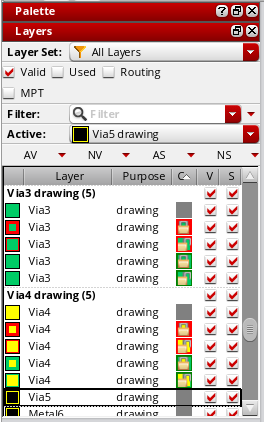 Palette
Layers
Layer Set: All Layers
Valid Used Routing
MPT
Filter: Filter
Active: Via5 drawing
AV NV AS NS
Layer Purpose C V S
Via3 drawing (5)
Via3 drawing
Via3 drawing
Via3 drawing
Via3 drawing
Via3 drawing
Via4 drawing (5)
Via4 drawing
Via4 drawing
Via4 drawing
Via4 drawing
Via4 drawing
Via5 drawing
Metal6 drawing